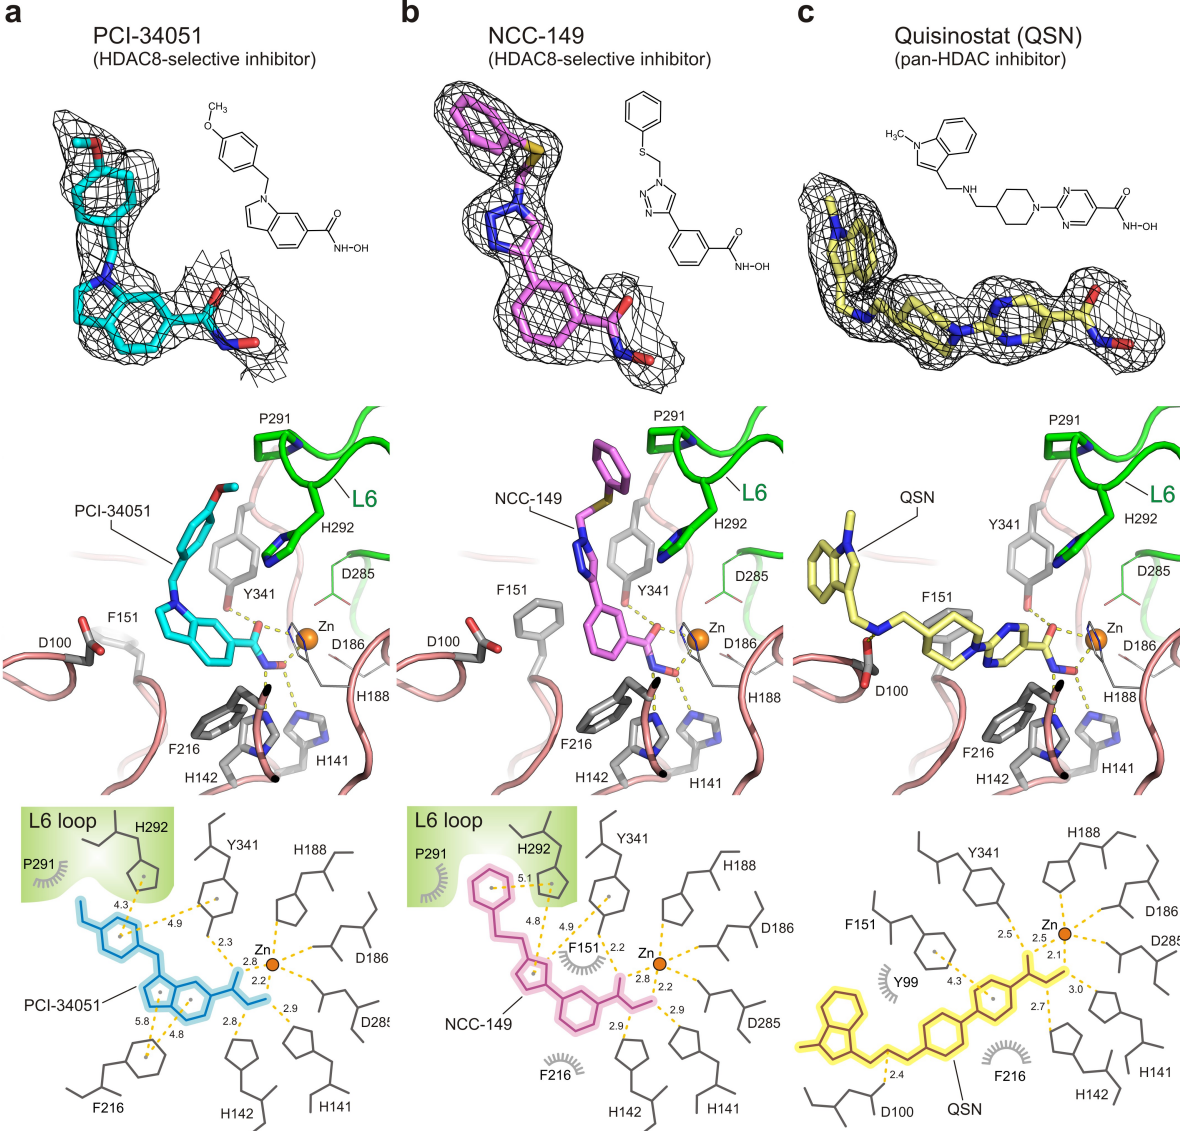 a
PCI-34051
(HDAC8-selective inhibitor)
CH3
O
N
O
NH-OH
b
NCC-149
(HDAC8-selective inhibitor)
S
N
N
N
O
NH-OH
c
Quisinostat (QSN)
(pan-HDAC inhibitor)
H3C
N
NH
N
N
N
O
NH-OH
P291
L6
PCI-34051
H292
D285
Y341
F151
D100
Zn
D186
H188
F216
H142
H141
P291
L6
NCC-149
H292
D285
Y341
F151
D100
Zn
D186
H188
F216
H142
H141
P291
L6
QSN
Y341
H292
D285
F151
Zn
D186
D100
H188
F216
H142
H141
L6 loop
H292
P291
Y341
H188
4.3
4.9
2.3
Zn
2.8
2.2
D186
PCI-34051
5.8
4.8
2.8
2.9
D285
F216
H142
H141
L6 loop
H292
P291
Y341
H188
5.1
4.8
4.9
F151
2.2
Zn
2.8
2.2
D186
NCC-149
2.9
2.9
D285
F216
H142
H141
H188
Y341
D186
F151
Zn
2.5
2.5
2.1
D285
Y99
4.3
3.0
2.7
F216
2.4
D100
QSN
H142
H141